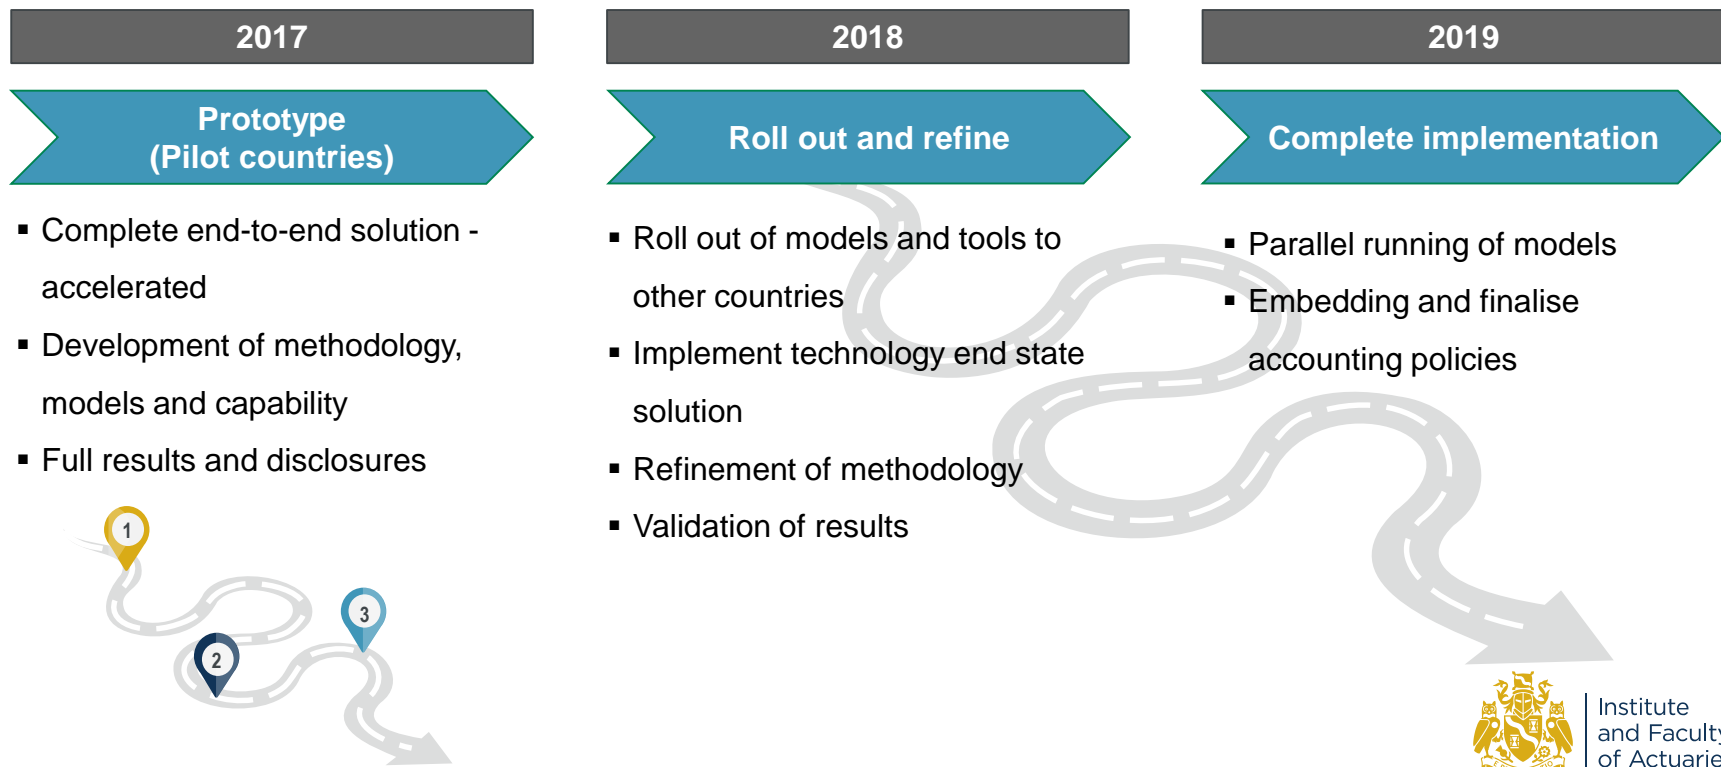 2017
Prototype
(Pilot countries)
▪ Complete end-to-end solution -
accelerated
▪ Development of methodology,
models and capability
▪ Full results and disclosures
1
2
3
2018
Roll out and refine
▪ Roll out of models and tools to
other countries
▪ Implement technology end state
solution
▪ Refinement of methodology
▪ Validation of results
2019
Complete implementation
▪ Parallel running of models
▪ Embedding and finalise
accounting policies
Institute
and Faculty
of Actuarie